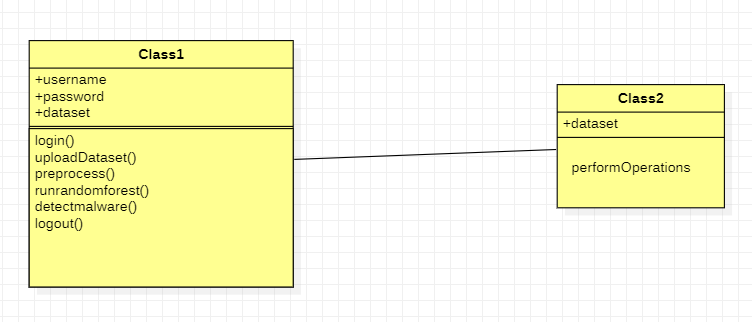 Class1
+username
+password
+dataset
login()
uploadDataset()
preprocess()
runrandomforest()
detectmalware()
logout()
Class2
+dataset
performOperations